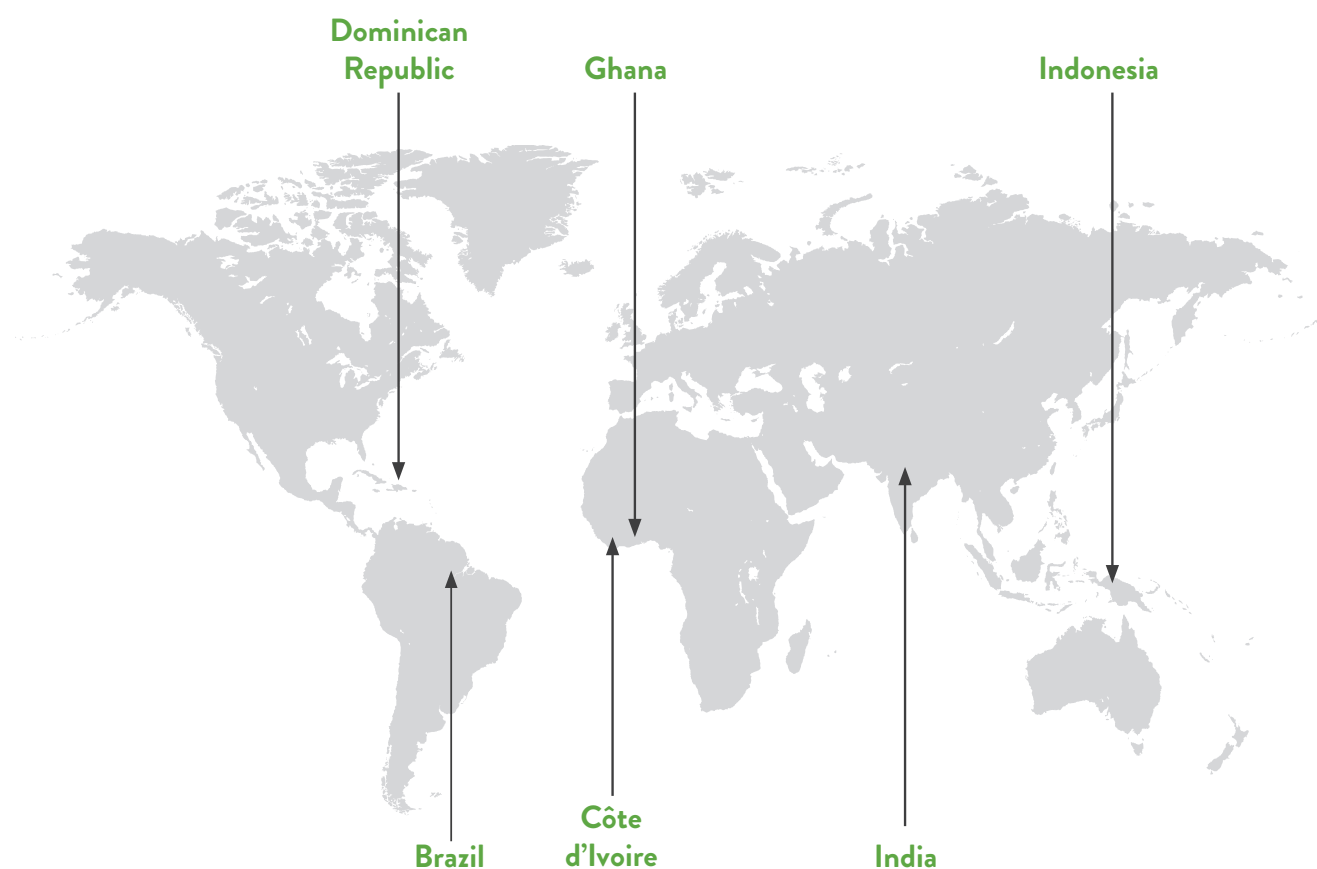 Dominican
Republic
Ghana
Indonesia
Brazil
Côte
d’Ivoire
India